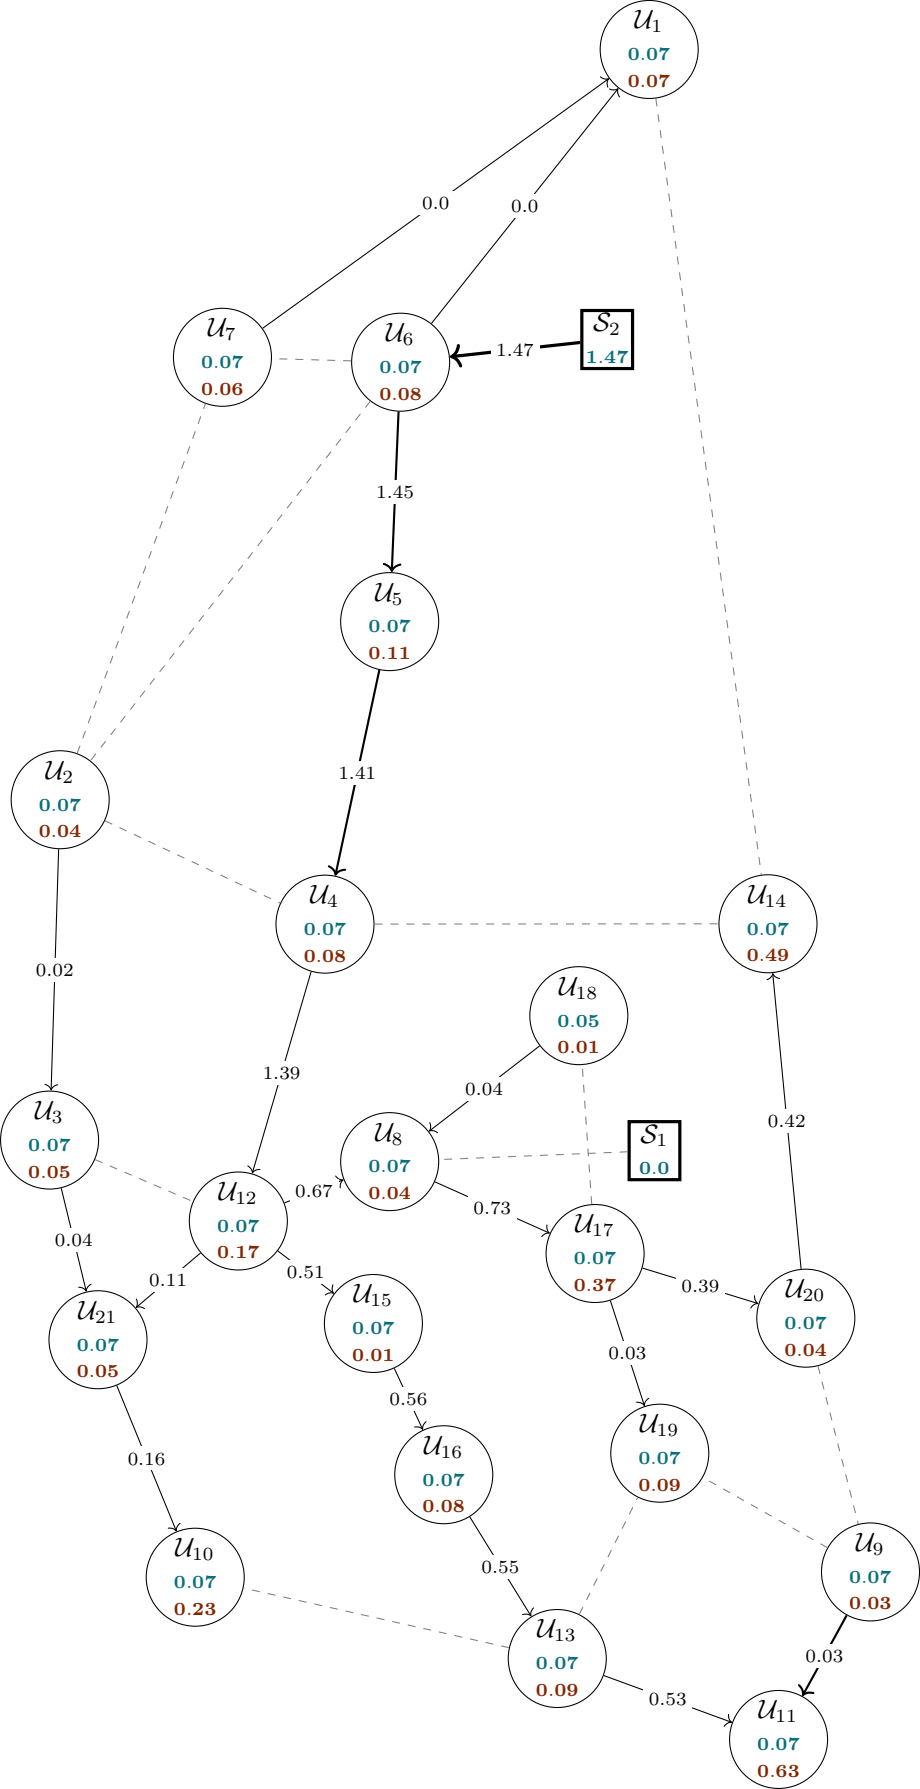 𝒰₁
0.07
0.07
0.0
0.0
𝒰₇
0.07
0.06
𝒰₆
0.07
0.08
1.47
𝒮₂
1.47
1.45
𝒰₅
0.07
0.11
1.41
𝒰₂
0.07
0.04
𝒰₄
0.07
0.08
𝒰₁₄
0.07
0.49
0.02
𝒰₁₈
0.05
0.01
1.39
0.04
0.42
𝒰₃
0.07
0.05
𝒰₈
0.07
0.04
𝒮₁
0.0
𝒰₁₂
0.07
0.17
0.67
0.73
𝒰₁₇
0.07
0.37
0.04
0.11
0.51
0.39
𝒰₂₁
0.07
0.05
𝒰₁₅
0.07
0.01
𝒰₂₀
0.07
0.04
0.03
0.56
0.16
𝒰₁₆
0.07
0.08
𝒰₁₉
0.07
0.09
𝒰₁₀
0.07
0.23
0.55
𝒰₉
0.07
0.03
𝒰₁₃
0.07
0.09
0.03
0.53
𝒰₁₁
0.07
0.63